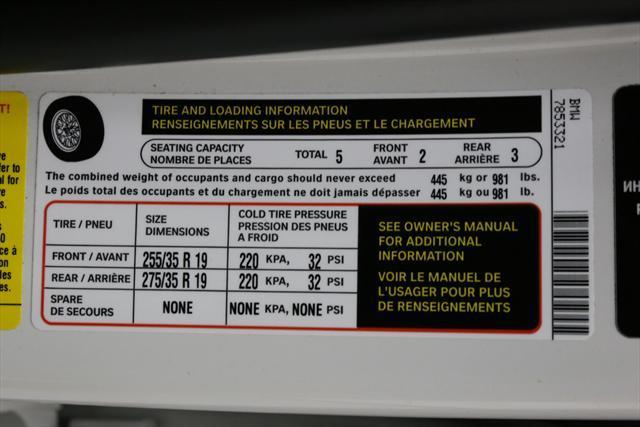 TIRE AND LOADING INFORMATION
RENSEIGNEMENTS SUR LES PNEUS ET LE CHARGEMENT
SEATING CAPACITY
NOMBRE DE PLACES
TOTAL 5
FRONT
AVANT 2
REAR
ARRIÈRE 3
The combined weight of occupants and cargo should never exceed 445 kg or 981 lbs.
Le poids total des occupants et du chargement ne doit jamais dépasser 445 kg ou 981 lb.
TIRE / PNEU
SIZE
DIMENSIONS
COLD TIRE PRESSURE
PRESSION DES PNEUS
A FROID
FRONT / AVANT 255/35 R 19 220 KPA, 32 PSI
REAR / ARRIÈRE 275/35 R 19 220 KPA, 32 PSI
SPARE
DE SECOURS
NONE
NONE KPA, NONE PSI
SEE OWNER'S MANUAL
FOR ADDITIONAL
INFORMATION
VOIR LE MANUEL DE
L'USAGER POUR PLUS
DE RENSEIGNEMENTS
BMW
7853321